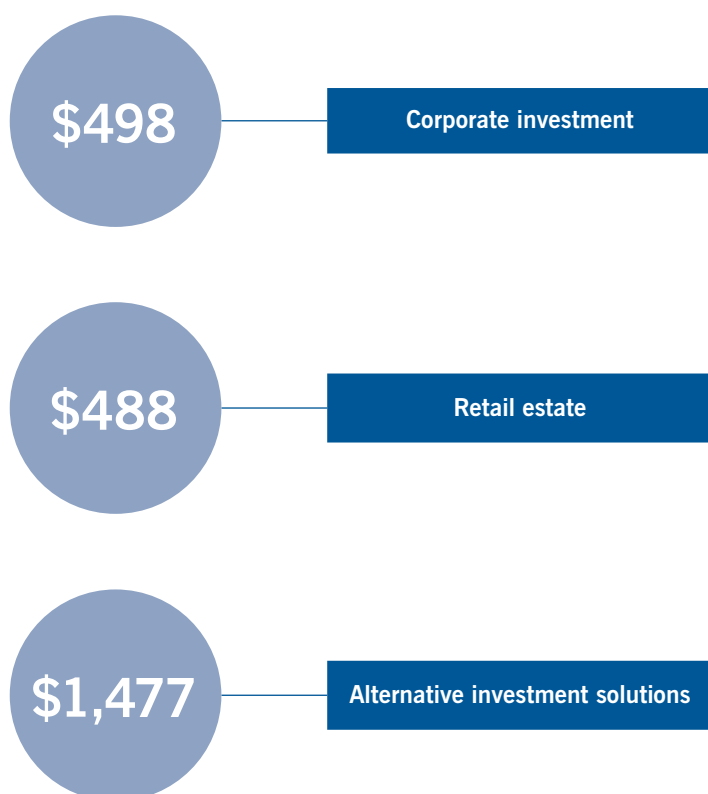 $498
Corporate investment
$488
Retail estate
$1,477
Alternative investment solutions